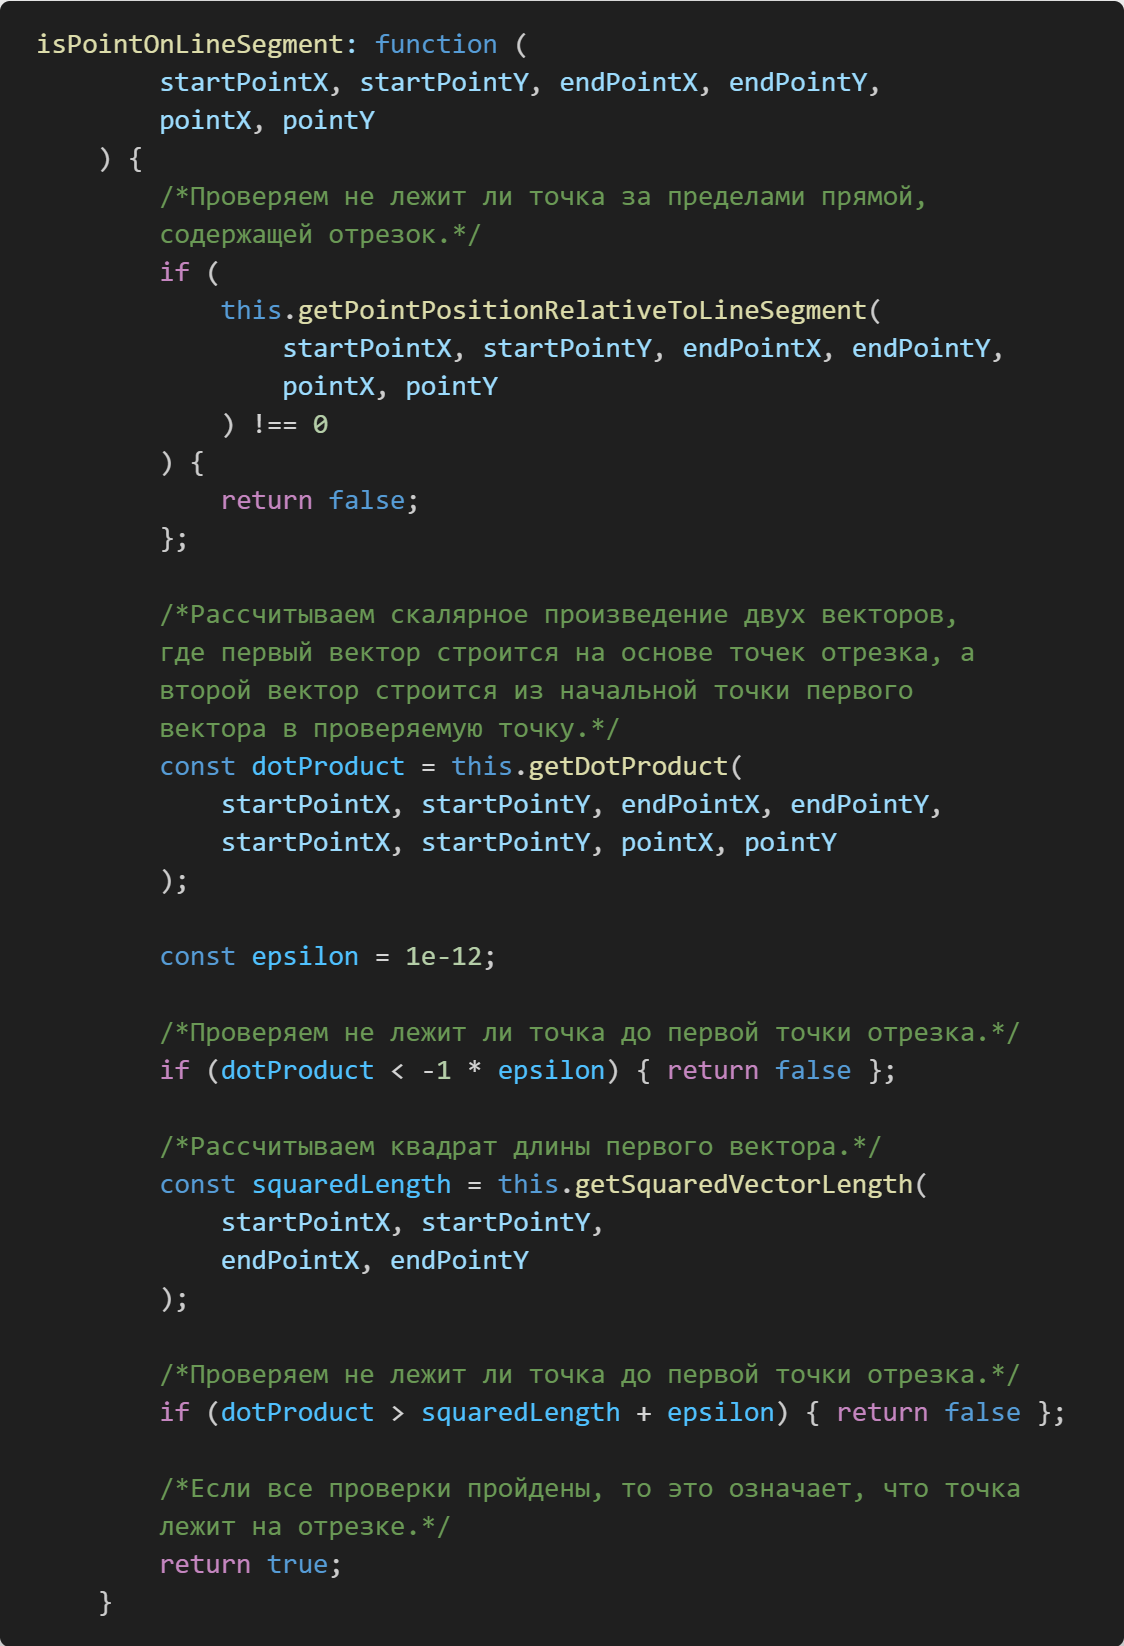 isPointOnLineSegment: function (
startPointX, startPointY, endPointX, endPointY,
pointX, pointY
) {
/*Проверяем не лежит ли точка за пределами прямой,
содержащей отрезок.*/
if (
this.getPointPositionRelativeToLineSegment(
startPointX, startPointY, endPointX, endPointY,
pointX, pointY
) !== 0
) {
return false;
};
/*Рассчитываем скалярное произведение двух векторов,
где первый вектор строится на основе точек отрезка, а
второй вектор строится из начальной точки первого
вектора в проверяемую точку.*/
const dotProduct = this.getDotProduct(
startPointX, startPointY, endPointX, endPointY,
startPointX, startPointY, pointX, pointY
);
const epsilon = 1e-12;
/*Проверяем не лежит ли точка до первой точки отрезка.*/
if (dotProduct < -1 * epsilon) { return false };
/*Рассчитываем квадрат длины первого вектора.*/
const squaredLength = this.getSquaredVectorLength(
startPointX, startPointY,
endPointX, endPointY
);
/*Проверяем не лежит ли точка до первой точки отрезка.*/
if (dotProduct > squaredLength + epsilon) { return false };
/*Если все проверки пройдены, то это означает, что точка
лежит на отрезке.*/
return true;
}